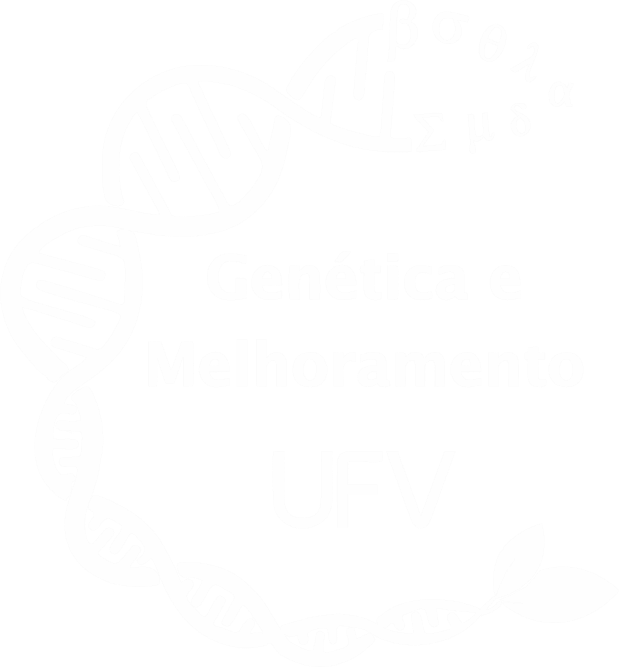 β σ θ λ α
Σ μ δ
Genética e
Melhoramento
UFV